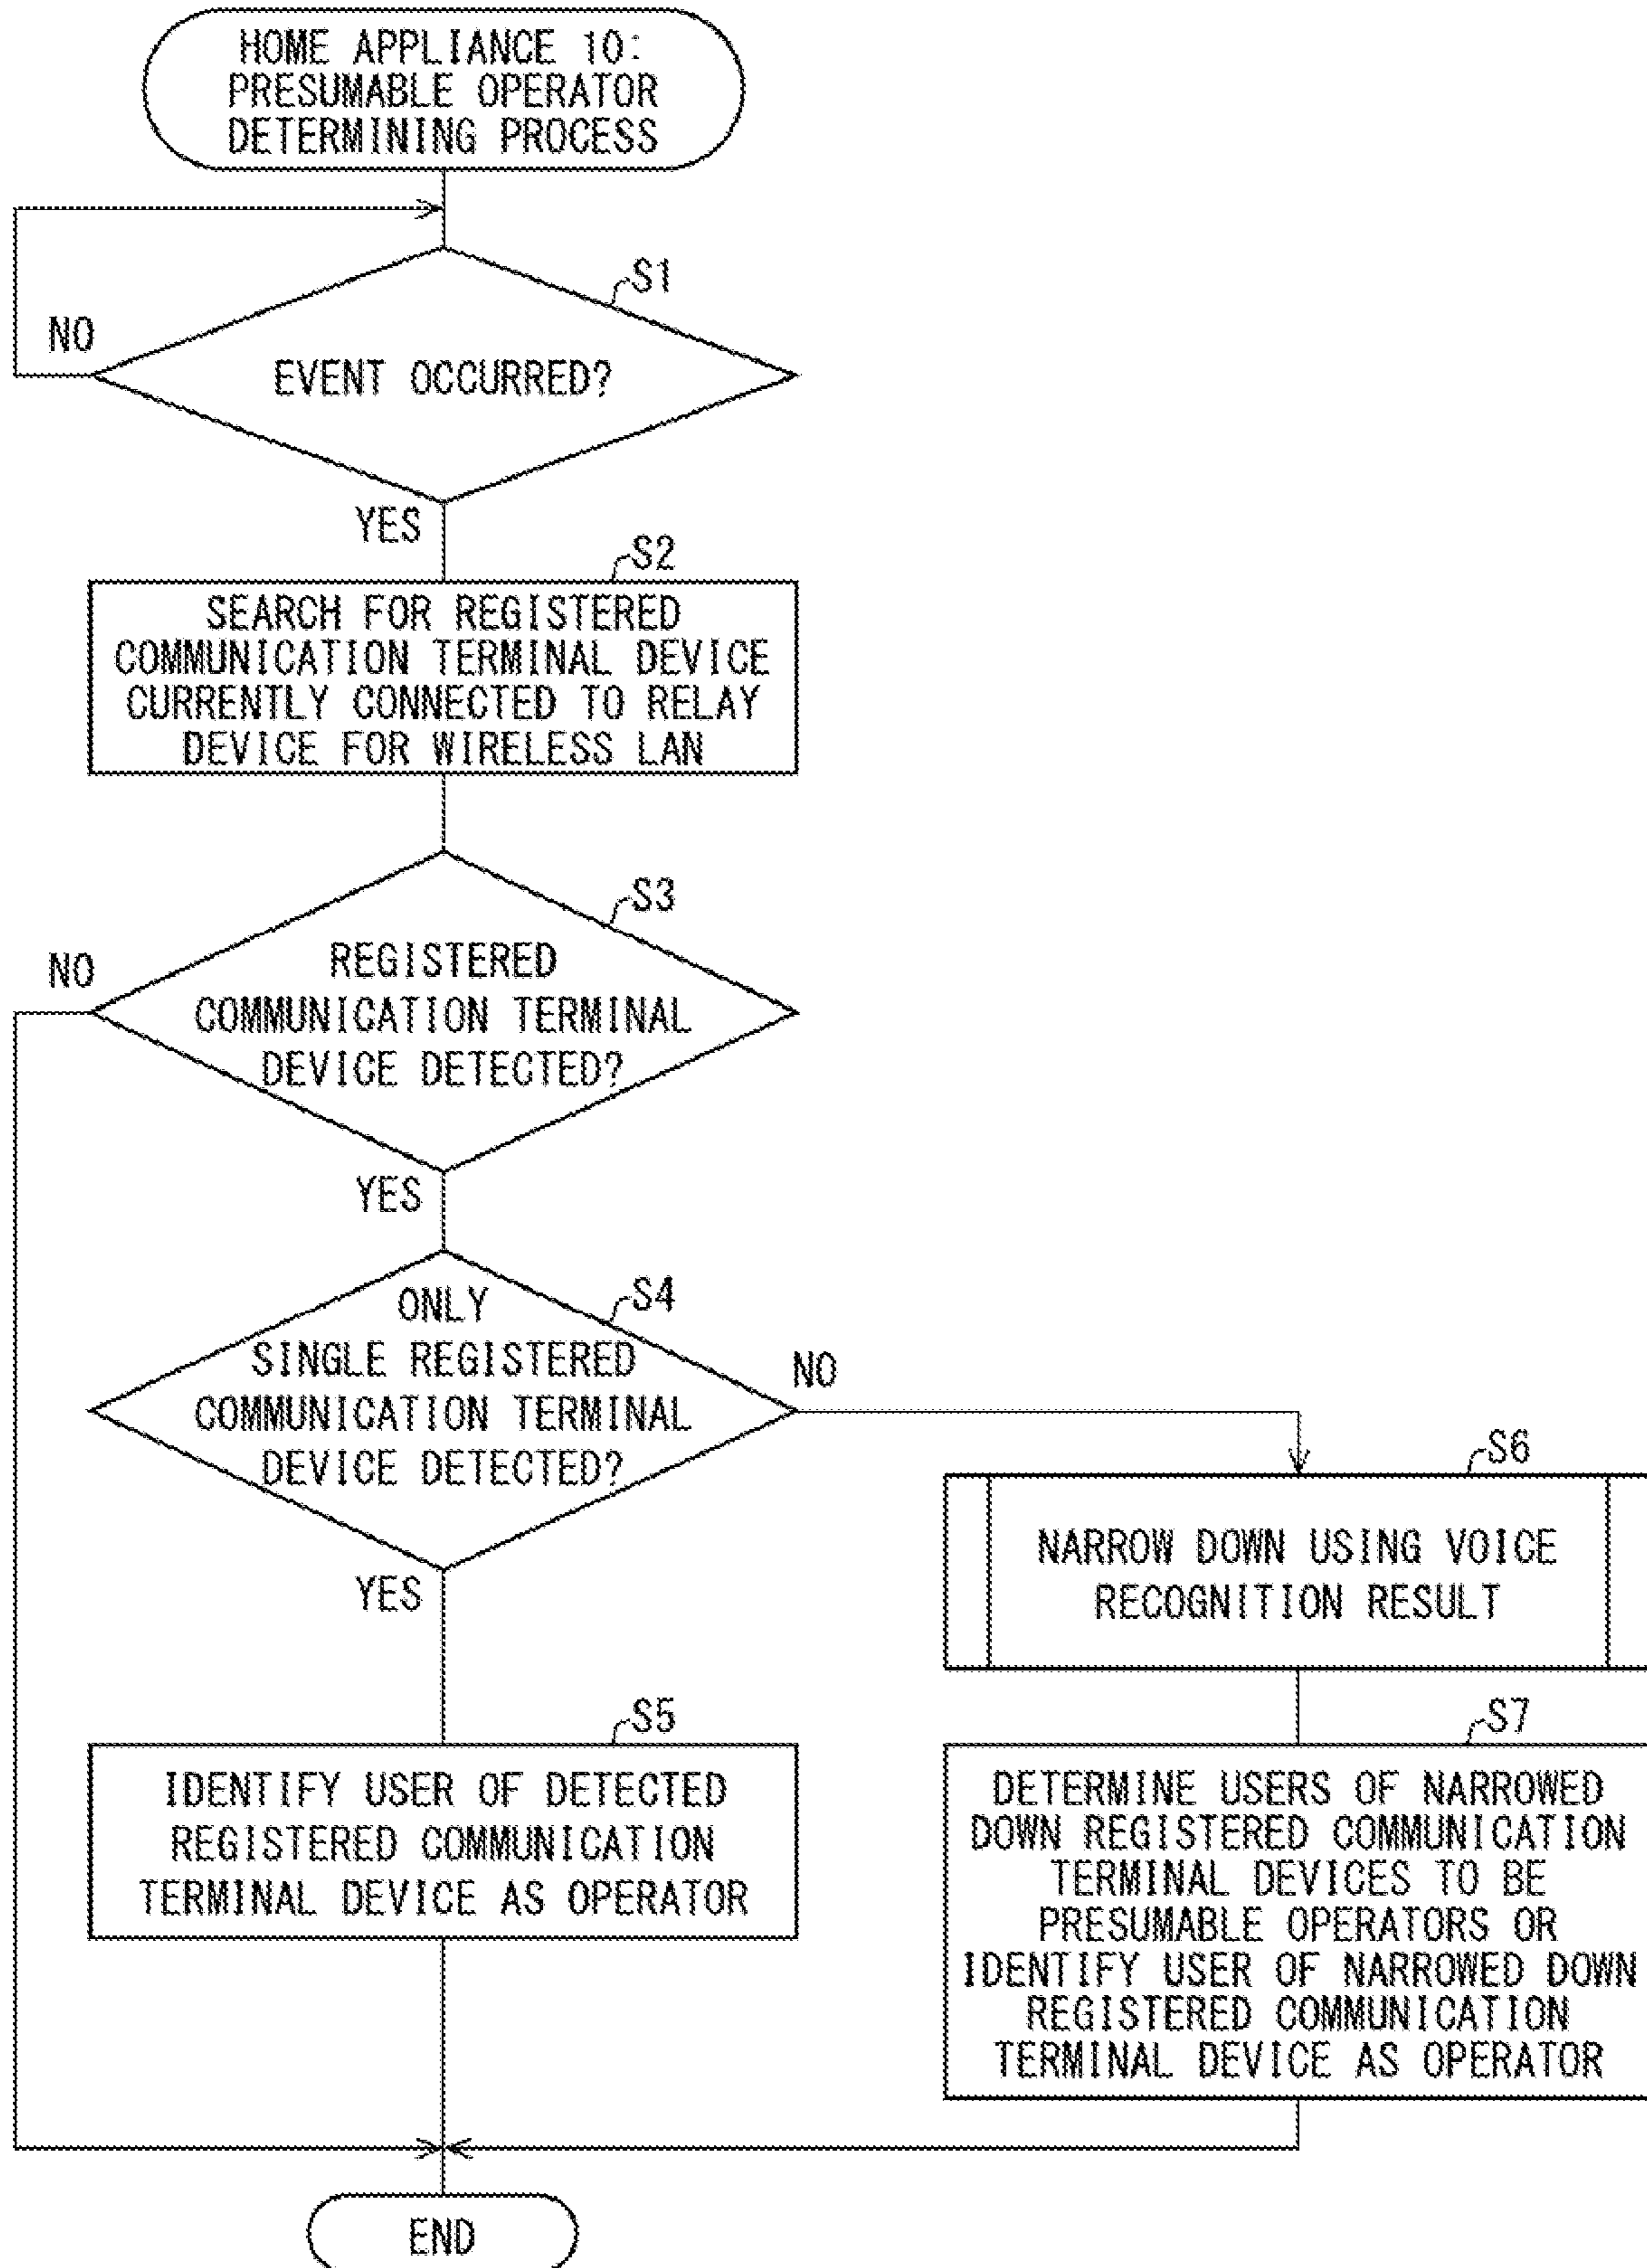 HOME APPLIANCE 10:
PRESUMABLE OPERATOR
DETERMINING PROCESS
S1
NO
EVENT OCCURRED?
YES
S2
SEARCH FOR REGISTERED
COMMUNICATION TERMINAL DEVICE
CURRENTLY CONNECTED TO RELAY
DEVICE FOR WIRELESS LAN
S3
NO
REGISTERED
COMMUNICATION TERMINAL
DEVICE DETECTED?
YES
S4
ONLY
SINGLE REGISTERED
COMMUNICATION TERMINAL
DEVICE DETECTED?
NO
YES
S6
NARROW DOWN USING VOICE
RECOGNITION RESULT
S5
IDENTIFY USER OF DETECTED
REGISTERED COMMUNICATION
TERMINAL DEVICE AS OPERATOR
S7
DETERMINE USERS OF NARROWED
DOWN REGISTERED COMMUNICATION
TERMINAL DEVICES TO BE
PRESUMABLE OPERATORS OR
IDENTIFY USER OF NARROWED DOWN
REGISTERED COMMUNICATION
TERMINAL DEVICE AS OPERATOR
END